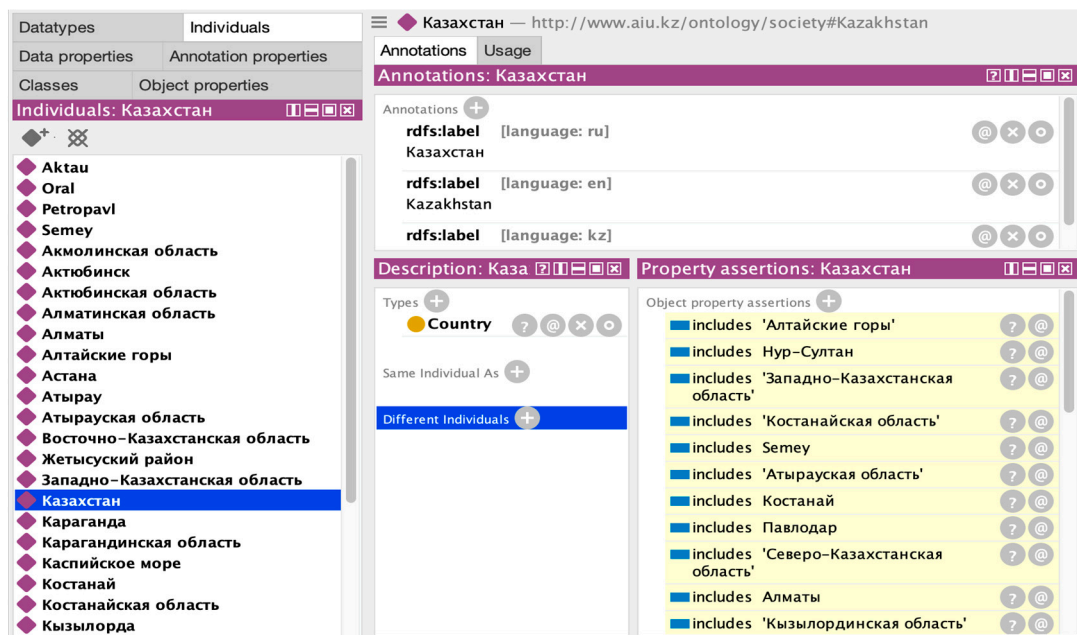 Datatypes Individuals
Data properties Annotation properties
Classes Object properties
Individuals: Казахстан
Aktau
Oral
Petropavl
Semey
Акмолинская область
Актюбинск
Актюбинская область
Алматинская область
Алматы
Алтайские горы
Астана
Атырау
Атырауская область
Восточно-Казахстанская область
Жетысуский район
Западно-Казахстанская область
Казахстан
Караганда
Карагандинская область
Каспийское море
Костанай
Костанайская область
Кызылорда
Казахстан — http://www.aiu.kz/ontology/society#Kazakhstan
Annotations Usage
Annotations: Казахстан
Annotations
rdfs:label [language: ru]
Казахстан
rdfs:label [language: en]
Kazakhstan
rdfs:label [language: kz]
Description: Каза
Types
Country
Same Individual As
Different Individuals
Property assertions: Казахстан
Object property assertions
includes 'Алтайские горы'
includes Нур-Султан
includes 'Западно-Казахстанская
область'
includes 'Костанайская область'
includes Semey
includes 'Атырауская область'
includes Костанай
includes Павлодар
includes 'Северо-Казахстанская
область'
includes Алматы
includes 'Кызылординская область'